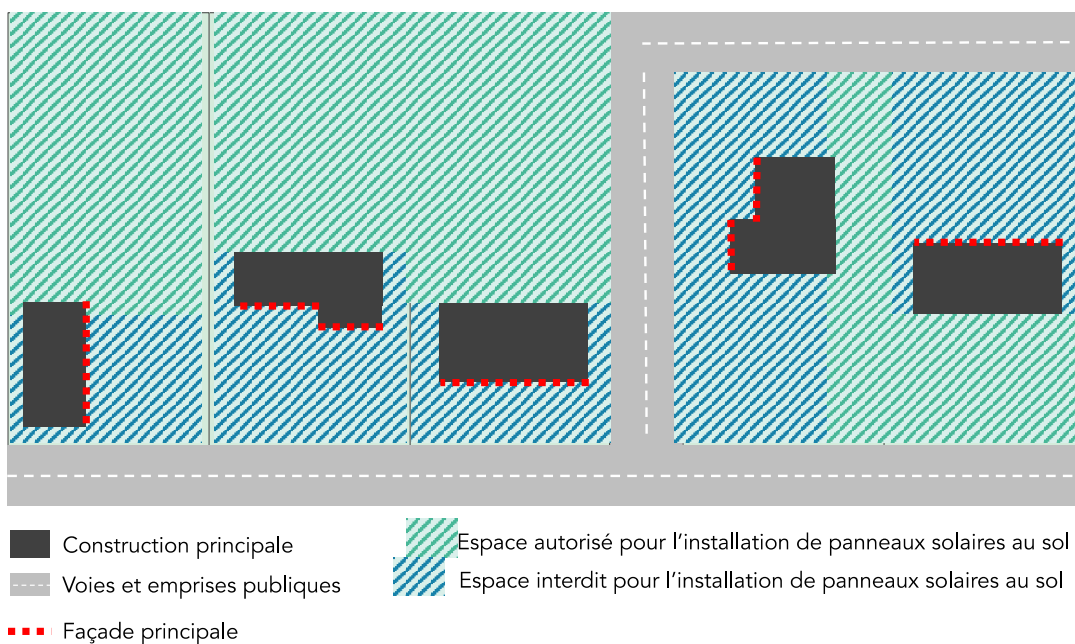 Construction principale
Espace autorisé pour l'installation de panneaux solaires au sol
Voies et emprises publiques
Espace interdit pour l'installation de panneaux solaires au sol
Façade principale